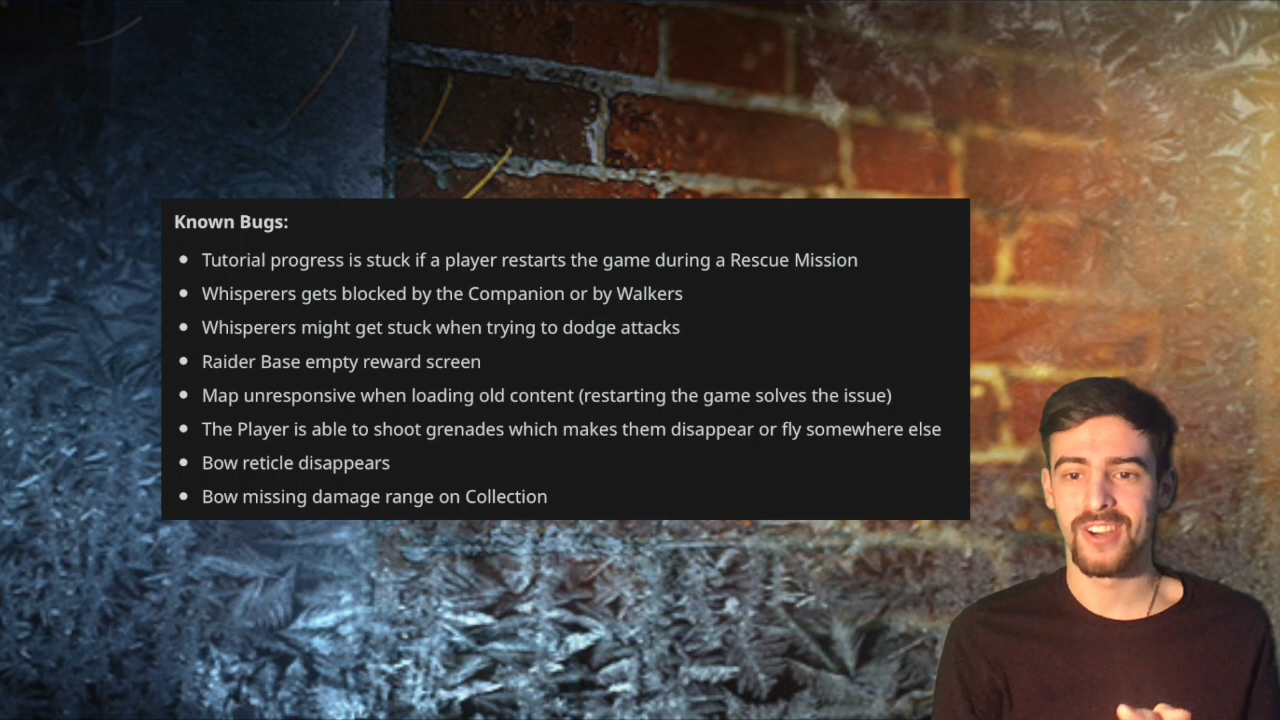 Known Bugs:
• Tutorial progress is stuck if a player restarts the game during a Rescue Mission
• Whisperers gets blocked by the Companion or by Walkers
• Whisperers might get stuck when trying to dodge attacks
• Raider Base empty reward screen
• Map unresponsive when loading old content (restarting the game solves the issue)
• The Player is able to shoot grenades which makes them disappear or fly somewhere else
• Bow reticle disappears
• Bow missing damage range on Collection